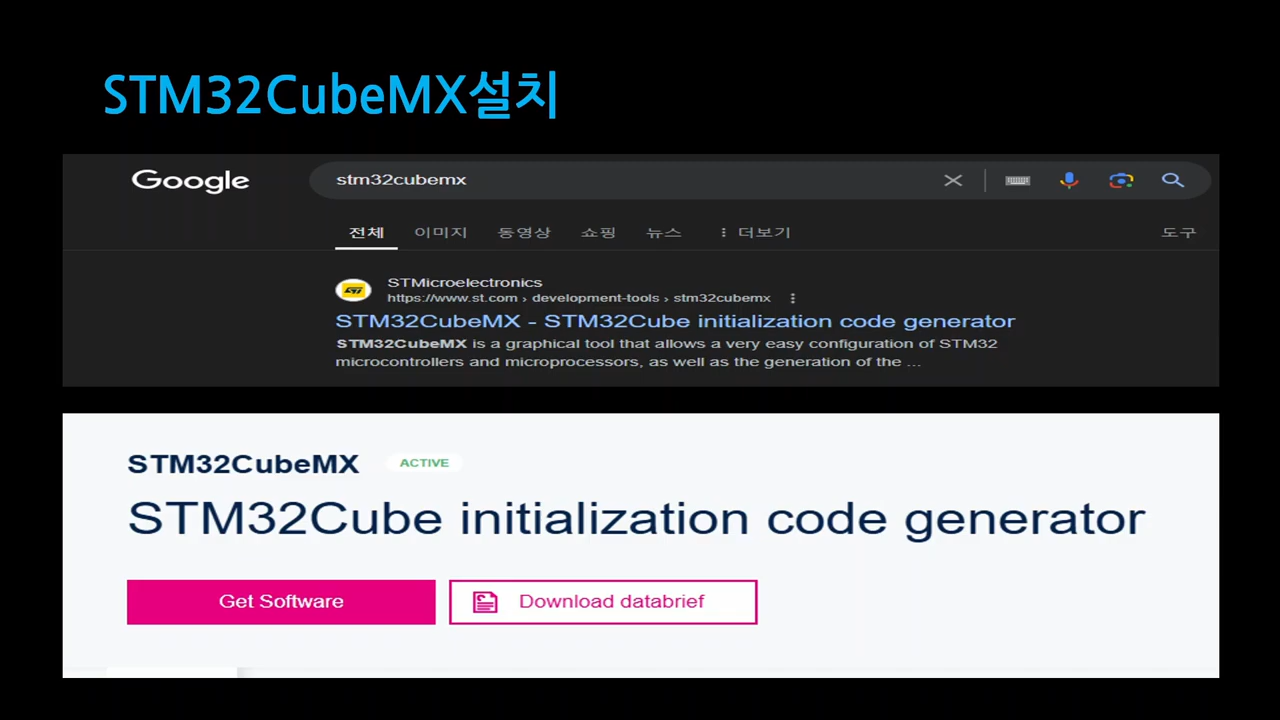 STM32CubeMX설치
Google
stm32cubemx
전체 이미지 동영상 쇼핑 뉴스 ⋮ 더보기 도구
STMicroelectronics
https://www.st.com › development-tools › stm32cubemx ⋮
STM32CubeMX - STM32Cube initialization code generator
STM32CubeMX is a graphical tool that allows a very easy configuration of STM32
microcontrollers and microprocessors, as well as the generation of the ...
STM32CubeMX ACTIVE
STM32Cube initialization code generator
Get Software Download databrief